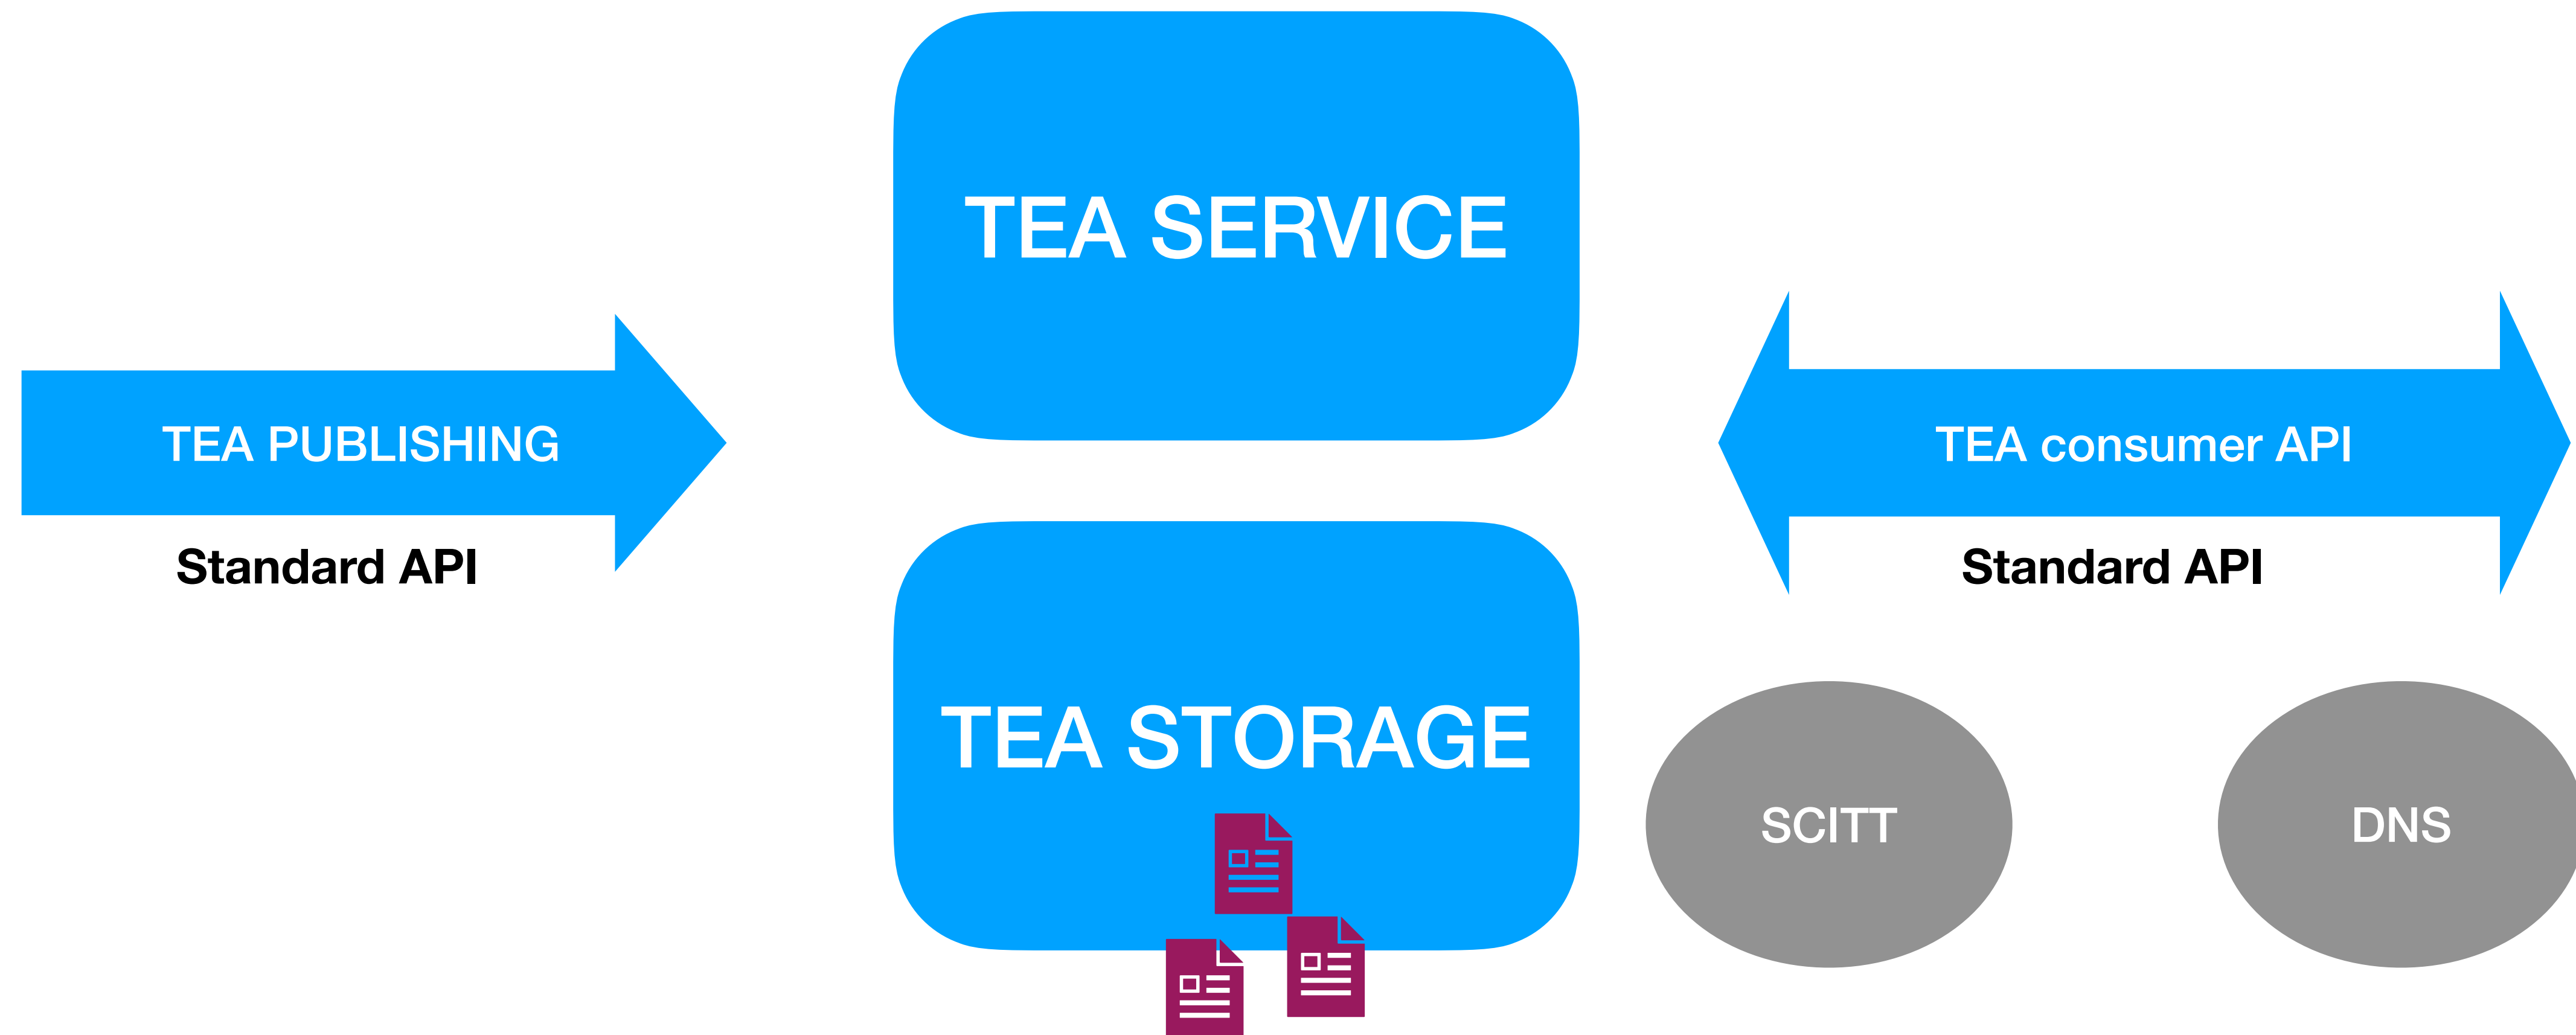 TEA SERVICE
TEA PUBLISHING
Standard API
TEA consumer API
Standard API
TEA STORAGE
SCITT
DNS